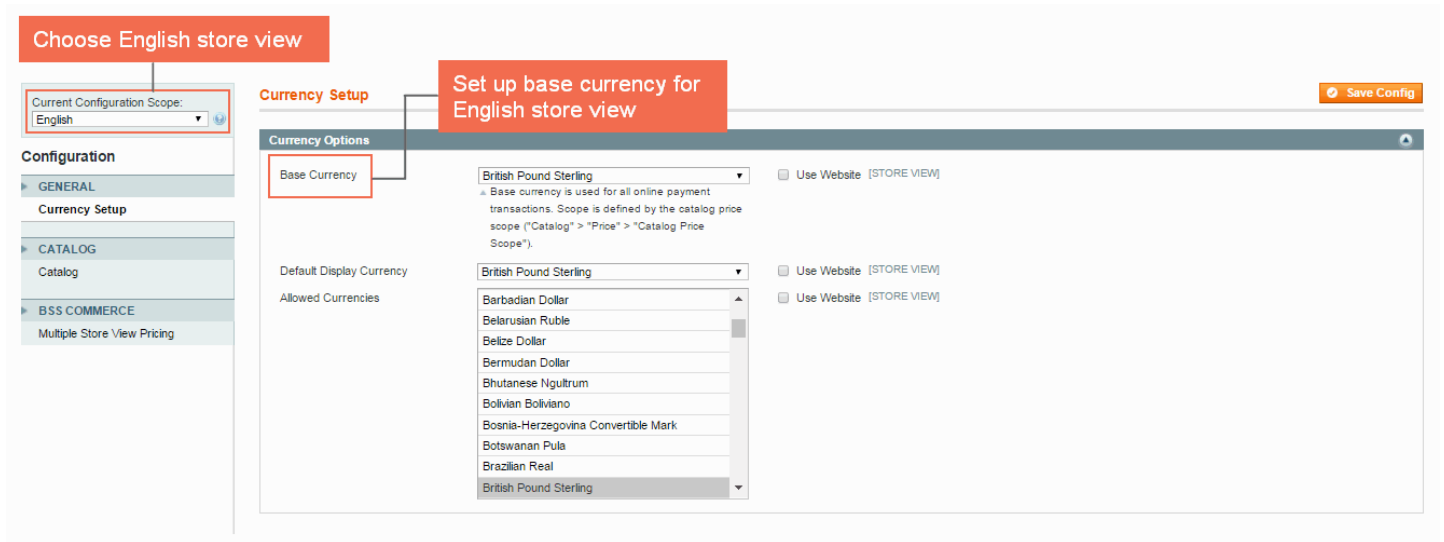 Choose English store view
Set up base currency for
English store view
Current Configuration Scope:
English
Configuration
GENERAL
Currency Setup
CATALOG
Catalog
BSS COMMERCE
Multiple Store View Pricing
Currency Setup
Save Config
Currency Options
Base Currency
British Pound Sterling
Use Website [STORE VIEW]
Base currency is used for all online payment
transactions. Scope is defined by the catalog price
scope ("Catalog" > "Price" > "Catalog Price
Scope").
Default Display Currency
British Pound Sterling
Use Website [STORE VIEW]
Allowed Currencies
Barbadian Dollar
Belarusian Ruble
Belize Dollar
Bermudan Dollar
Bhutanese Ngultrum
Bolivian Boliviano
Bosnia-Herzegovina Convertible Mark
Botswanan Pula
Brazilian Real
British Pound Sterling
Use Website [STORE VIEW]